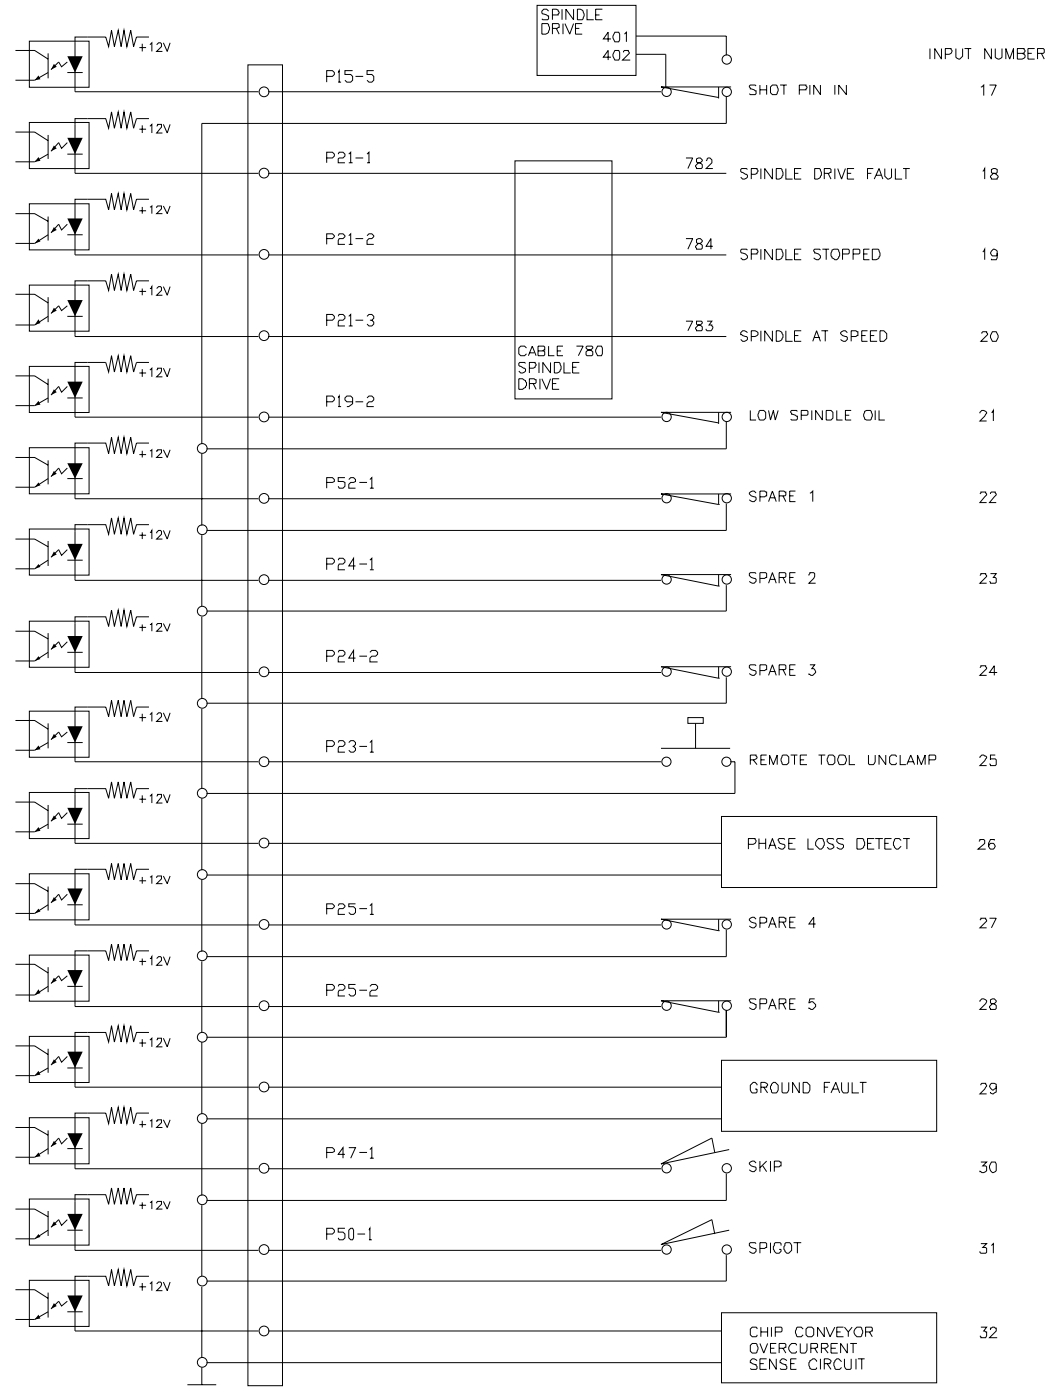 SPINDLE
DRIVE 401
402
INPUT NUMBER
+12V
P15-5 SHOT PIN IN 17
+12V
P21-1 782 SPINDLE DRIVE FAULT 18
+12V
P21-2 784 SPINDLE STOPPED 19
+12V
P21-3 783 SPINDLE AT SPEED 20
CABLE 780
SPINDLE
DRIVE
+12V
P19-2 LOW SPINDLE OIL 21
+12V
P52-1 SPARE 1 22
+12V
P24-1 SPARE 2 23
+12V
P24-2 SPARE 3 24
+12V
P23-1 REMOTE TOOL UNCLAMP 25
+12V
PHASE LOSS DETECT 26
+12V
P25-1 SPARE 4 27
+12V
P25-2 SPARE 5 28
+12V
GROUND FAULT 29
+12V
P47-1 SKIP 30
+12V
P50-1 SPIGOT 31
+12V
CHIP CONVEYOR 32
OVERCURRENT
SENSE CIRCUIT